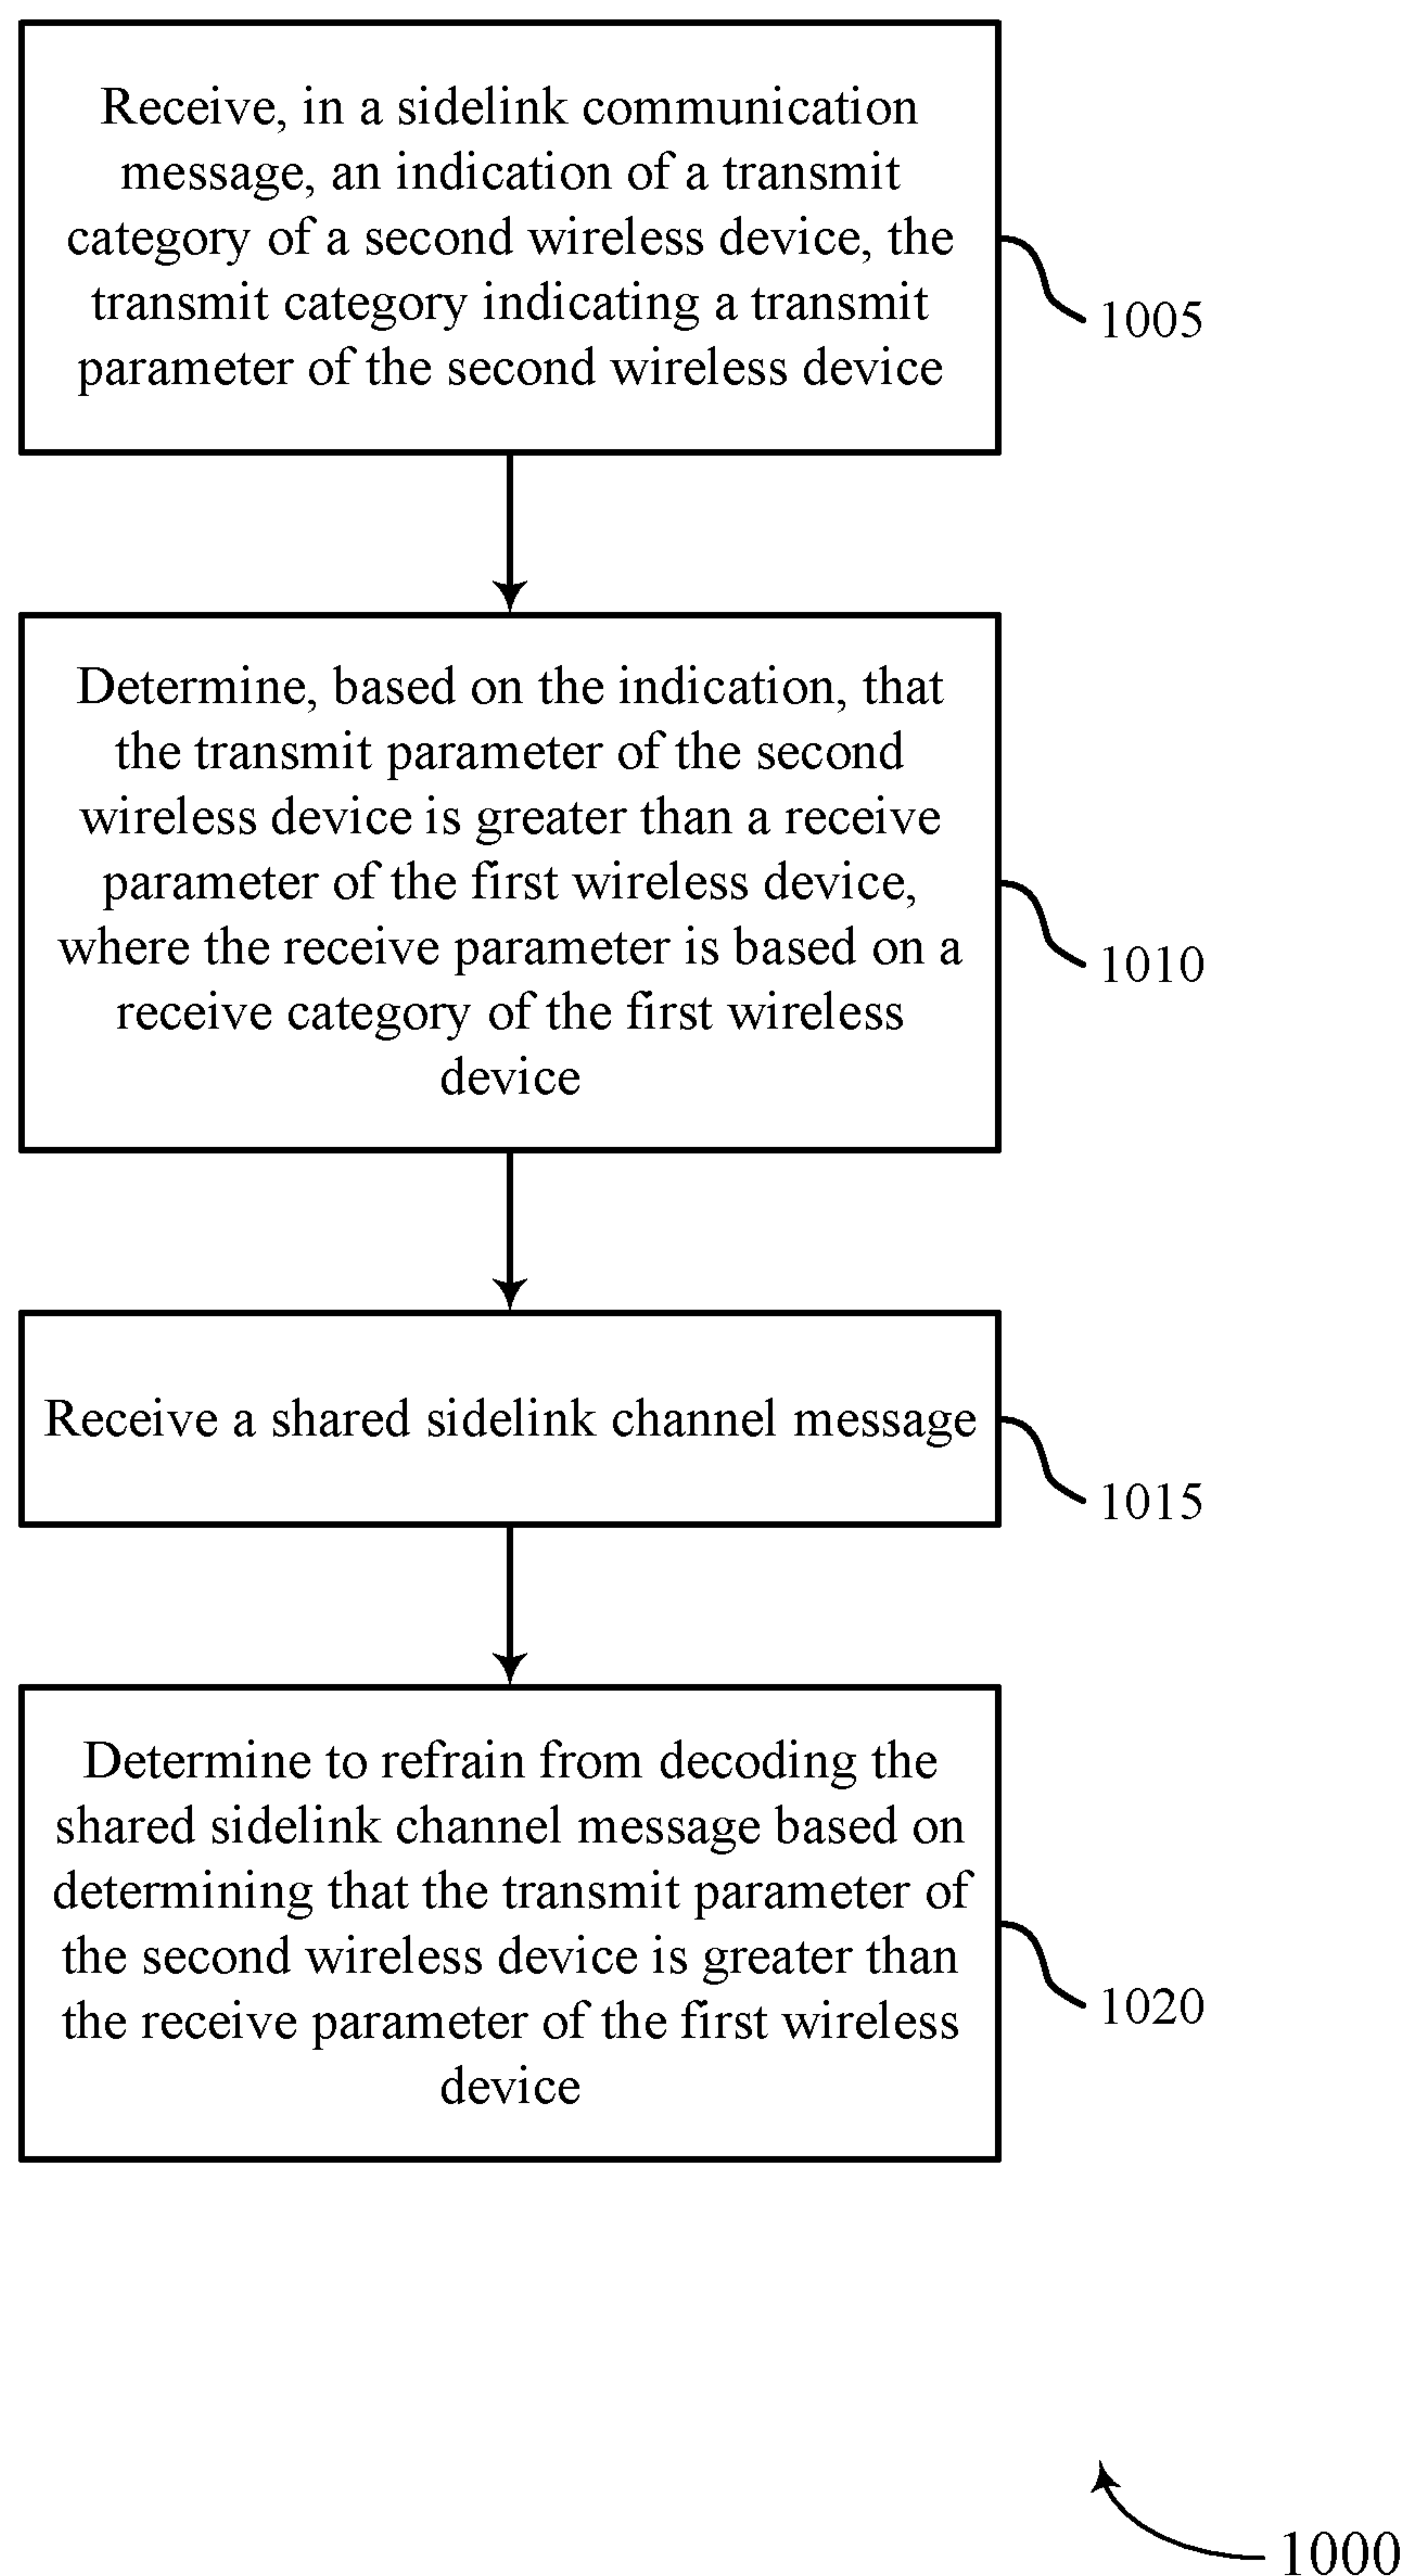 Receive, in a sidelink communication
message, an indication of a transmit
category of a second wireless device, the
transmit category indicating a transmit
parameter of the second wireless device
1005
Determine, based on the indication, that
the transmit parameter of the second
wireless device is greater than a receive
parameter of the first wireless device,
where the receive parameter is based on a
receive category of the first wireless
device
1010
Receive a shared sidelink channel message
1015
Determine to refrain from decoding the
shared sidelink channel message based on
determining that the transmit parameter of
the second wireless device is greater than
the receive parameter of the first wireless
device
1020
1000